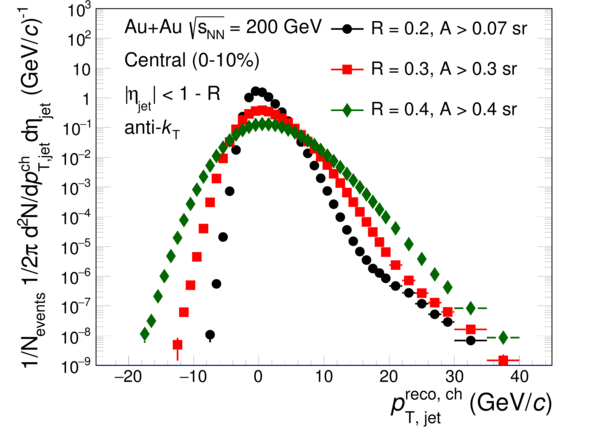 10³
10²
10
1
10⁻¹
10⁻²
10⁻³
10⁻⁴
10⁻⁵
10⁻⁶
10⁻⁷
10⁻⁸
10⁻⁹
1/N_events 1/2π d²N/dp^ch_T,jet dη_jet (GeV/c)⁻¹
Au+Au √s_NN = 200 GeV
Central (0-10%)
|η_jet| < 1 - R
anti-k_T
R = 0.2, A > 0.07 sr
R = 0.3, A > 0.3 sr
R = 0.4, A > 0.4 sr
−20 −10 0 10 20 30 40
p^reco, ch_T, jet (GeV/c)